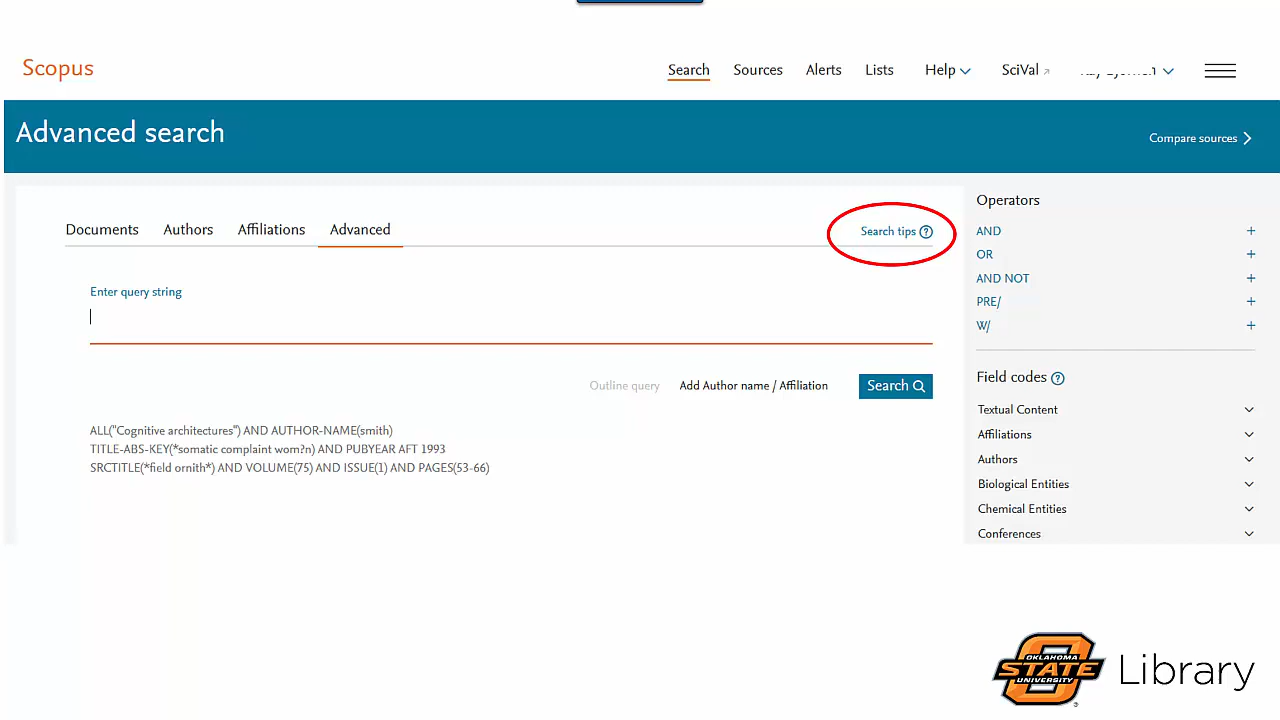 Scopus
Search Sources Alerts Lists Help SciVal
Advanced search
Compare sources
Documents Authors Affiliations Advanced
Search tips ?
Enter query string
Outline query Add Author name / Affiliation Search
ALL("Cognitive architectures") AND AUTHOR-NAME(smith)
TITLE-ABS-KEY(*somatic complaint wom?n) AND PUBYEAR AFT 1993
SRCTITLE(*field ornith*) AND VOLUME(75) AND ISSUE(1) AND PAGES(53-66)
Operators
AND +
OR +
AND NOT +
PRE/ +
W/ +
Field codes ?
Textual Content
Affiliations
Authors
Biological Entities
Chemical Entities
Conferences
OKLAHOMA
STATE
UNIVERSITY
Library